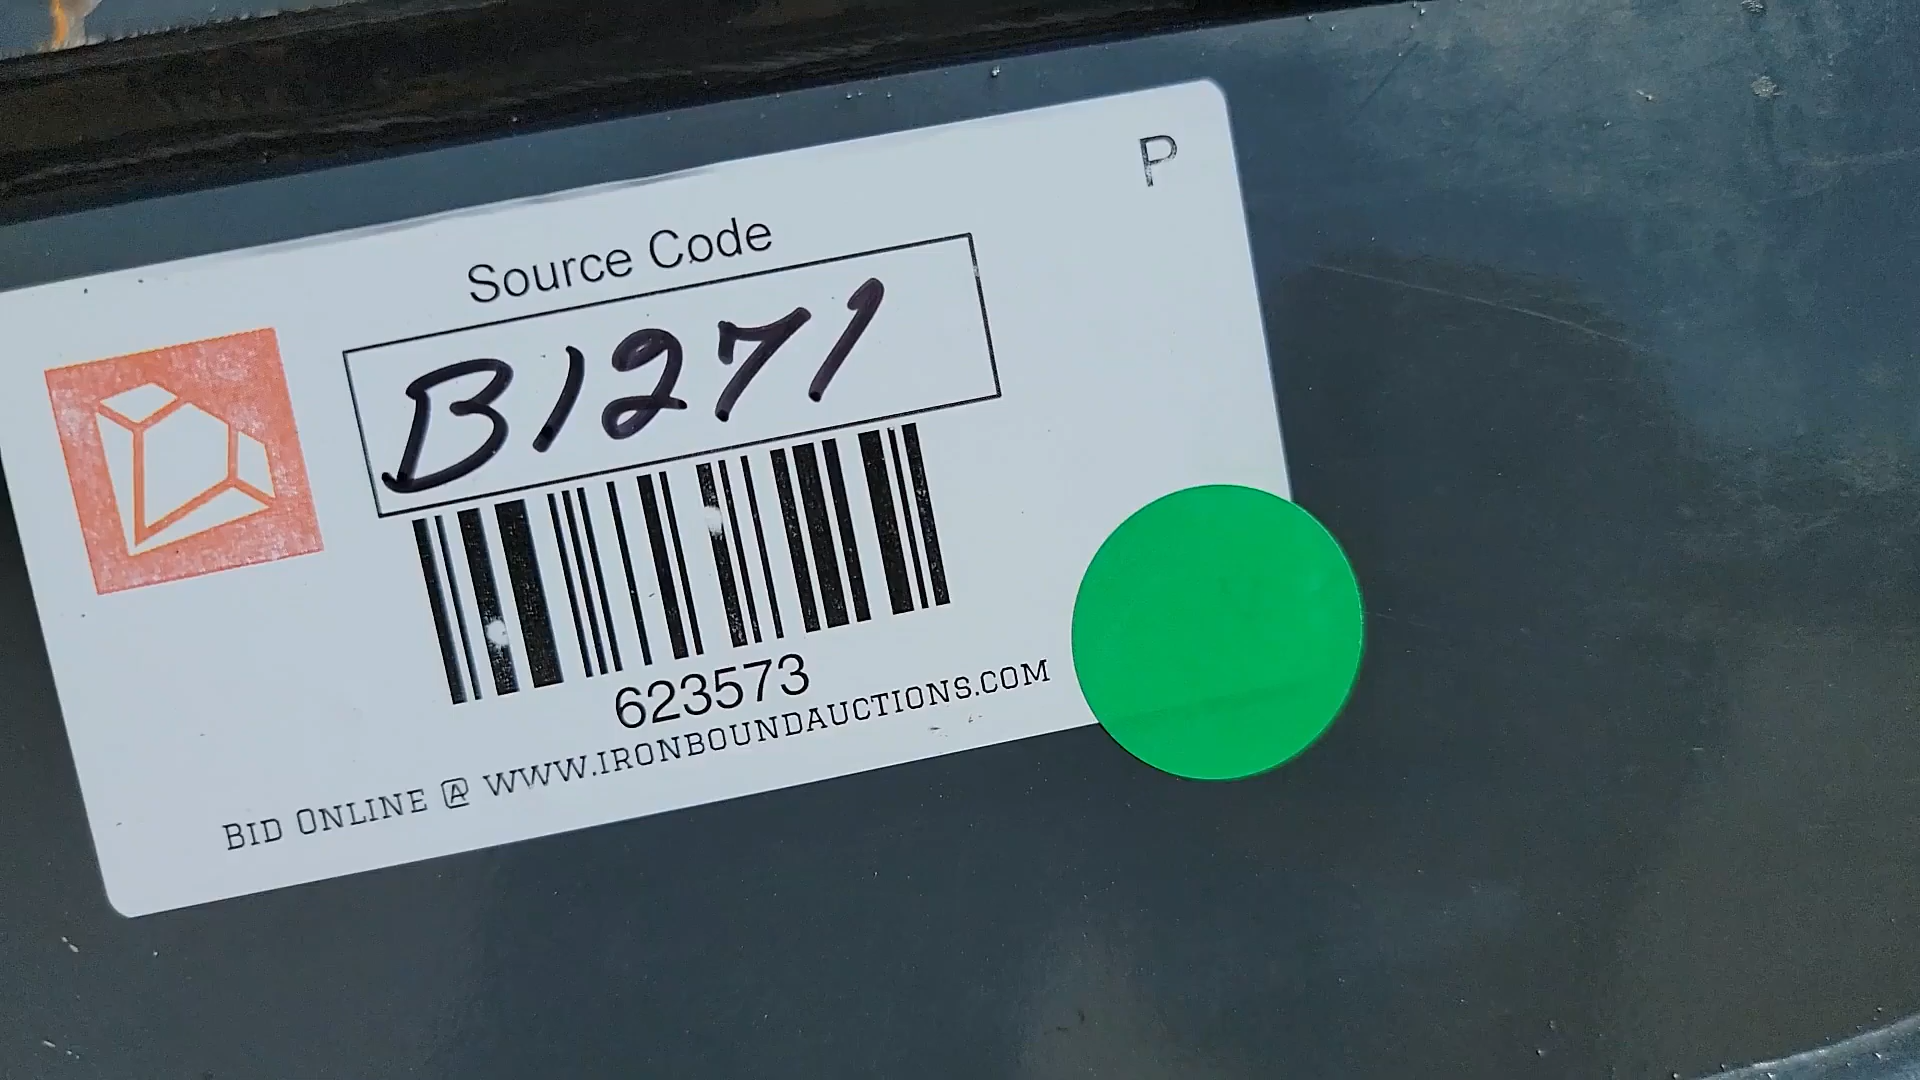 P
Source Code
B1271
623573
BID ONLINE @ WWW.IRONBOUNDAUCTIONS.COM